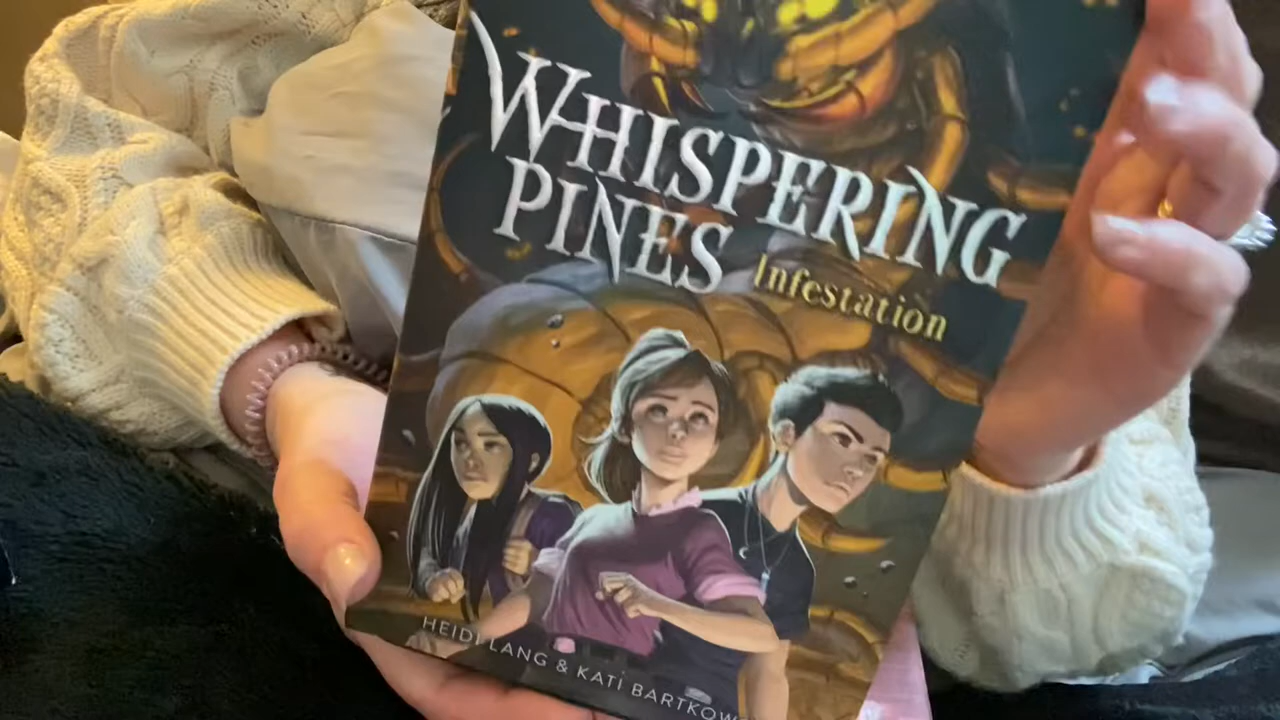 WHISPERING
PINES
Infestation
HEIDI LANG & KATI BARTKOW